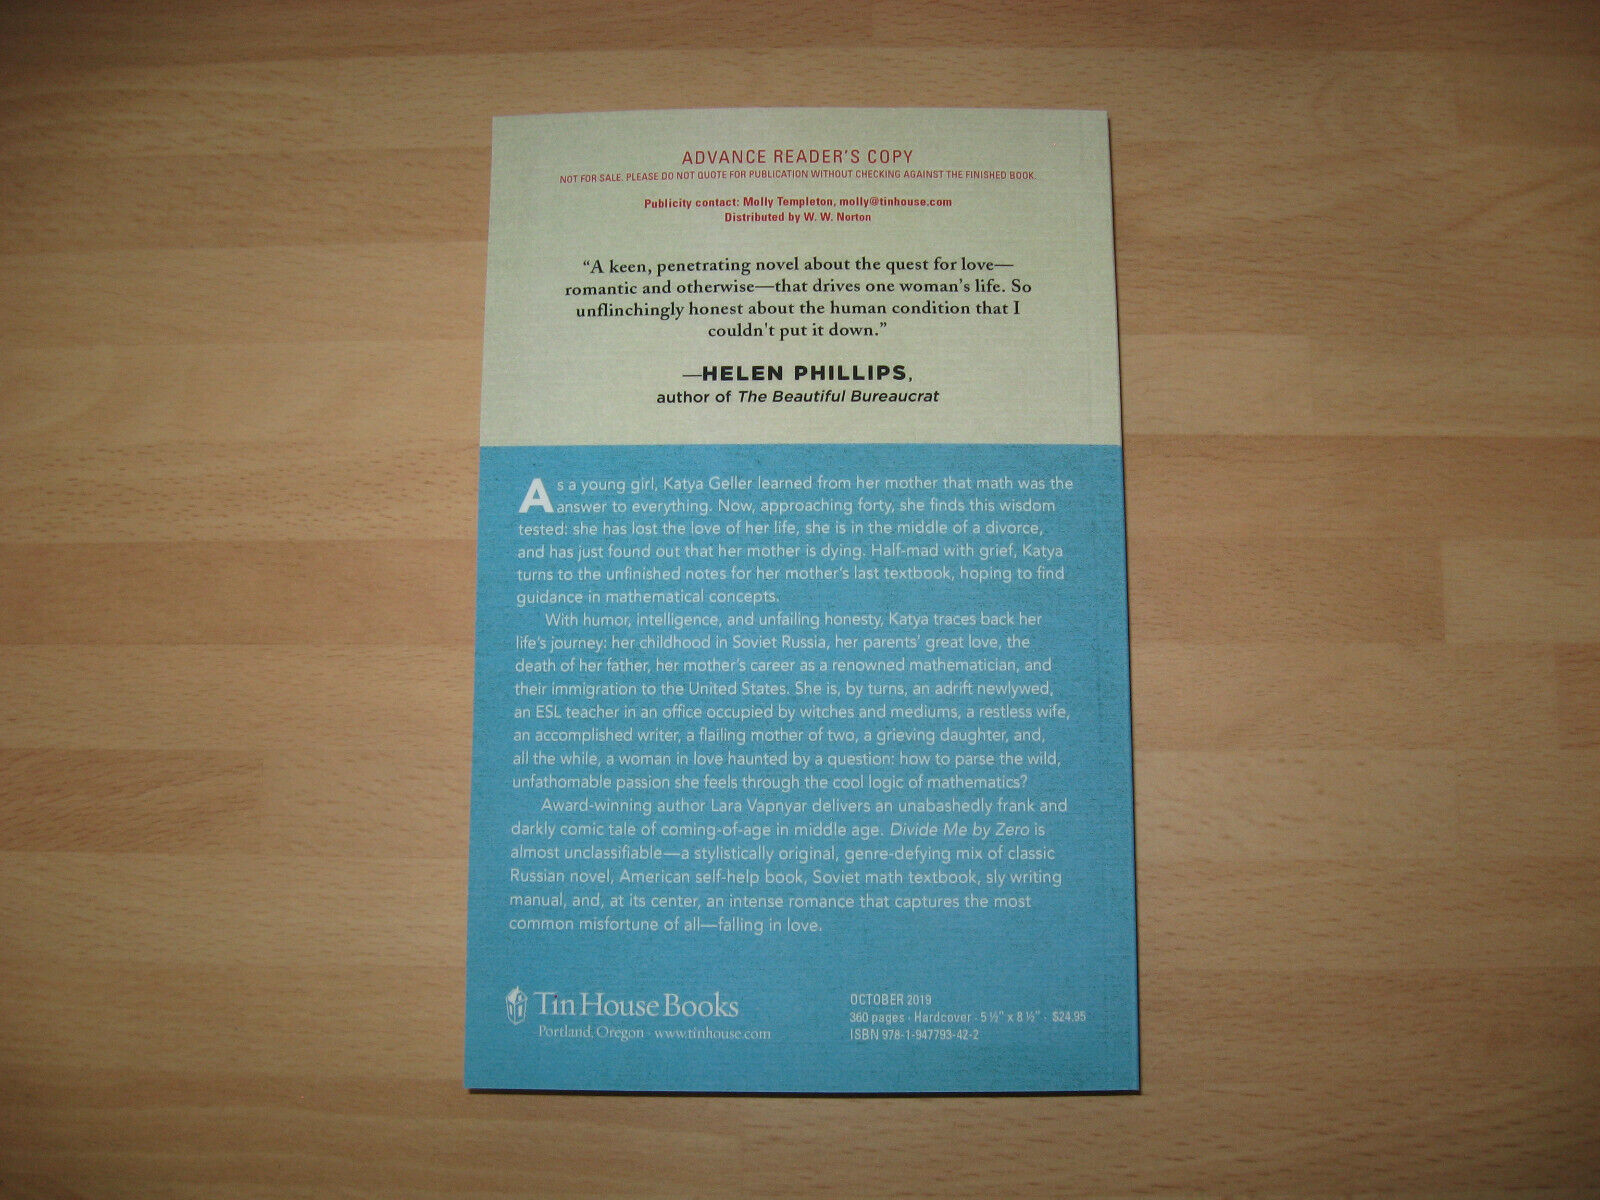 ADVANCE READER'S COPY
NOT FOR SALE. PLEASE DO NOT QUOTE FOR PUBLICATION WITHOUT CHECKING AGAINST THE FINISHED BOOK.
Publicity contact: Molly Templeton, molly@tinhouse.com
Distributed by W. W. Norton
“A keen, penetrating novel about the quest for love—
romantic and otherwise—that drives one woman’s life. So
unflinchingly honest about the human condition that I
couldn't put it down.”
—HELEN PHILLIPS,
author of The Beautiful Bureaucrat
As a young girl, Katya Geller learned from her mother that math was the
answer to everything. Now, approaching forty, she finds this wisdom
tested: she has lost the love of her life, she is in the middle of a divorce,
and has just found out that her mother is dying. Half-mad with grief, Katya
turns to the unfinished notes for her mother’s last textbook, hoping to find
guidance in mathematical concepts.
With humor, intelligence, and unfailing honesty, Katya traces back her
life’s journey: her childhood in Soviet Russia, her parents’ great love, the
death of her father, her mother’s career as a renowned mathematician, and
their immigration to the United States. She is, by turns, an adrift newlywed,
an ESL teacher in an office occupied by witches and mediums, a restless wife,
an accomplished writer, a flailing mother of two, a grieving daughter, and,
all the while, a woman in love haunted by a question: how to parse the wild,
unfathomable passion she feels through the cool logic of mathematics?
Award-winning author Lara Vapnyar delivers an unabashedly frank and
darkly comic tale of coming-of-age in middle age. Divide Me by Zero is
almost unclassifiable—a stylistically original, genre-defying mix of classic
Russian novel, American self-help book, Soviet math textbook, sly writing
manual, and, at its center, an intense romance that captures the most
common misfortune of all—falling in love.
Tin House Books
Portland, Oregon · www.tinhouse.com
OCTOBER 2019
360 pages · Hardcover · 5 ½" x 8 ½" · $24.95
ISBN 978-1-947793-42-2